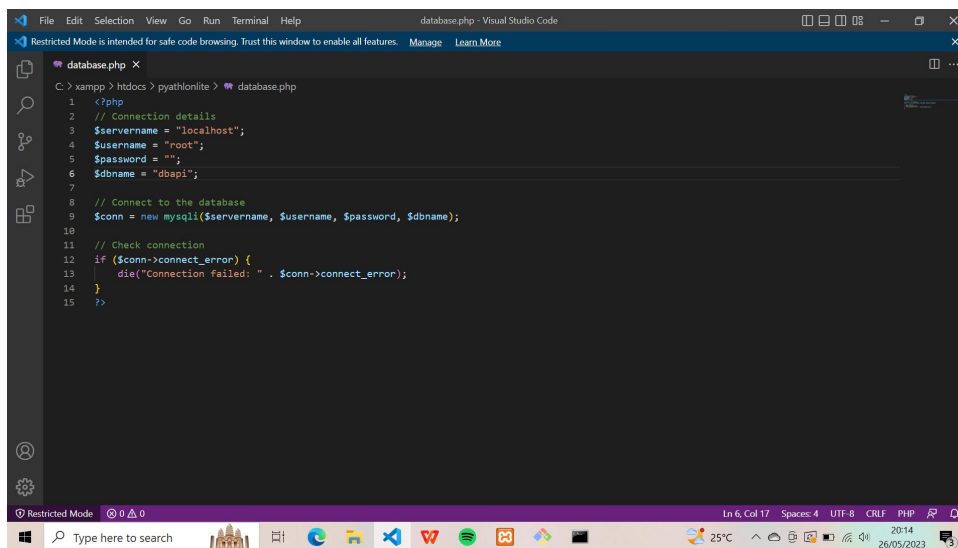 File Edit Selection View Go Run Terminal Help database.php - Visual Studio Code
Restricted Mode is intended for safe code browsing. Trust this window to enable all features. Manage Learn More
database.php
C: > xampp > htdocs > pyathlonlite > database.php
1 <?php
2 // Connection details
3 $servername = "localhost";
4 $username = "root";
5 $password = "";
6 $dbname = "dbapi";
7
8 // Connect to the database
9 $conn = new mysqli($servername, $username, $password, $dbname);
10
11 // Check connection
12 if ($conn->connect_error) {
13     die("Connection failed: " . $conn->connect_error);
14 }
15 ?>
Restricted Mode 0 0 Ln 6, Col 17 Spaces: 4 UTF-8 CRLF PHP
Type here to search 25°C 20:14
26/05/2023 3